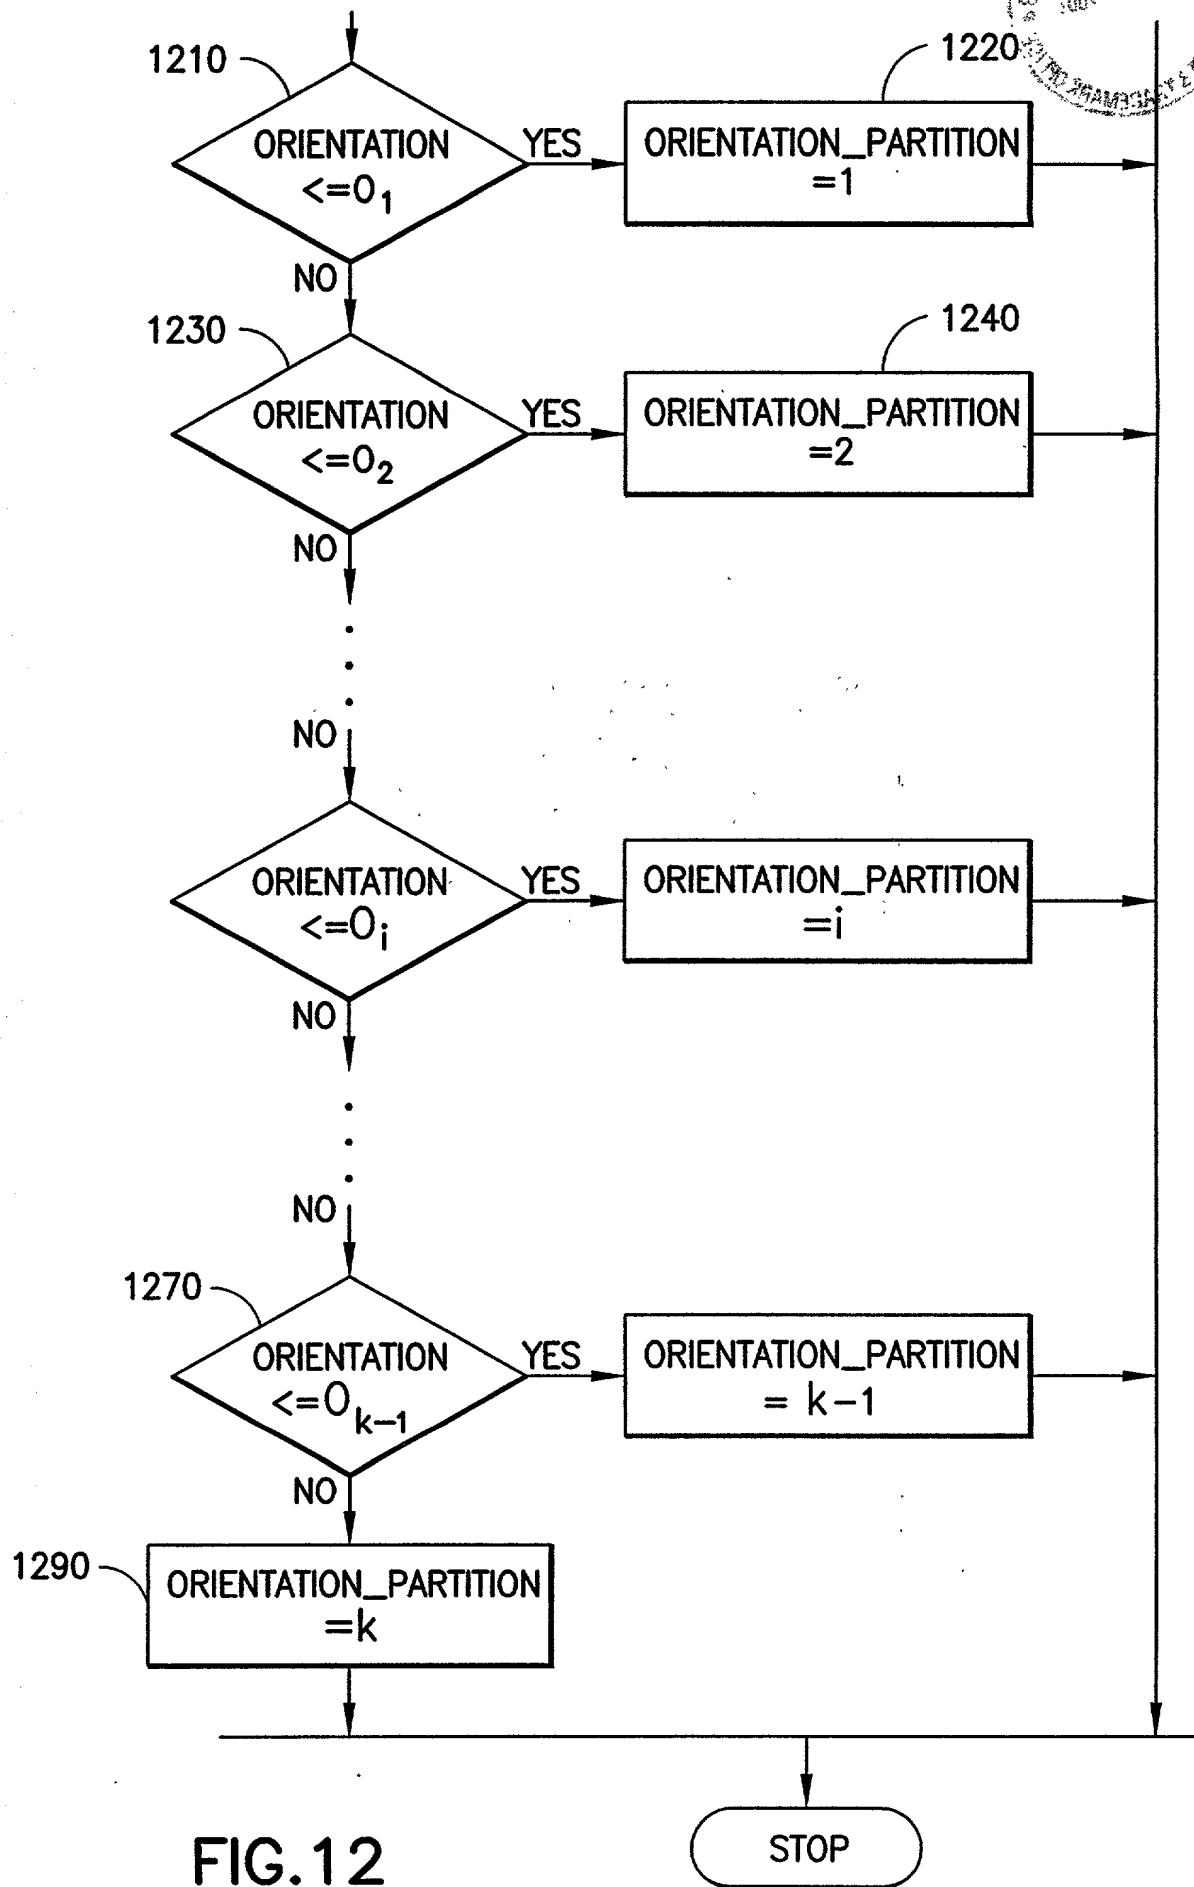 1210
1220
ORIENTATION
<=O1
YES
ORIENTATION_PARTITION
=1
NO
1230
1240
ORIENTATION
<=O2
YES
ORIENTATION_PARTITION
=2
NO
NO
ORIENTATION
<=Oi
YES
ORIENTATION_PARTITION
=i
NO
NO
1270
ORIENTATION
<=Ok-1
YES
ORIENTATION_PARTITION
= k-1
NO
1290
ORIENTATION_PARTITION
=k
STOP
FIG.12